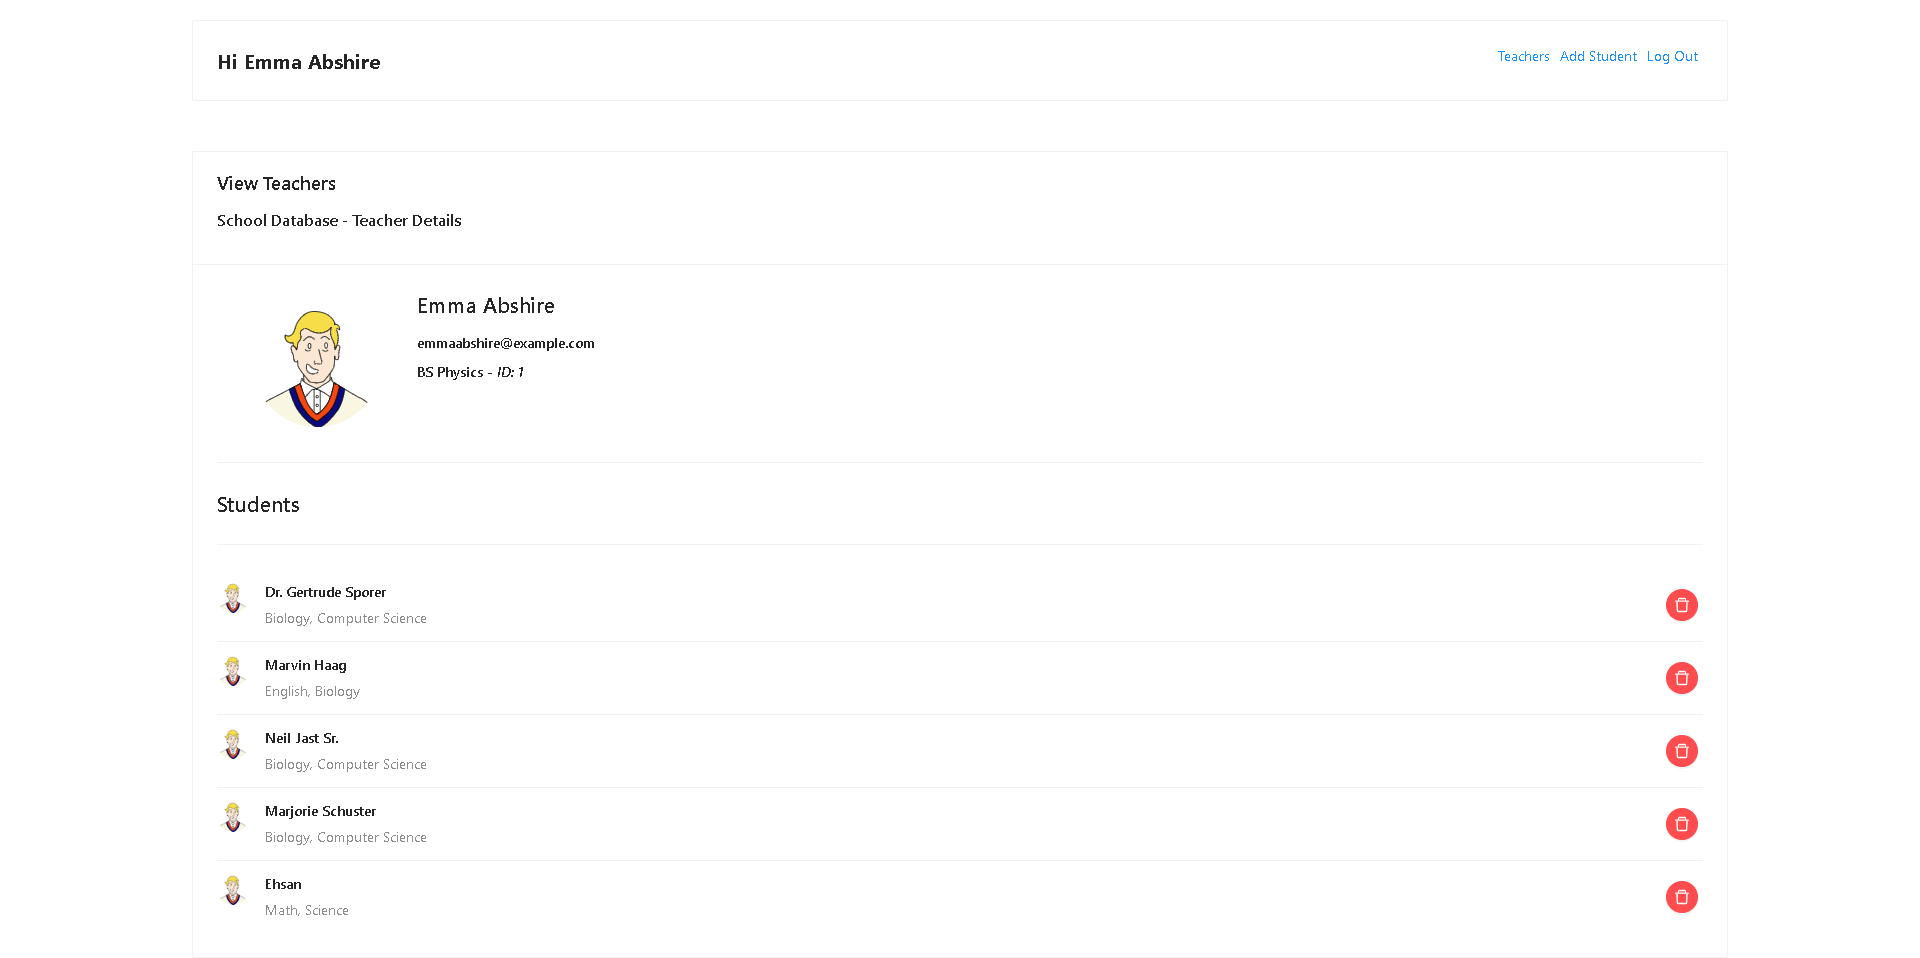 Hi Emma Abshire
Teachers Add Student Log Out
View Teachers
School Database - Teacher Details
Emma Abshire
emmaabshire@example.com
BS Physics - ID: 1
Students
Dr. Gertrude Sporer
Biology, Computer Science
Marvin Haag
English, Biology
Neil Jast Sr.
Biology, Computer Science
Marjorie Schuster
Biology, Computer Science
Ehsan
Math, Science